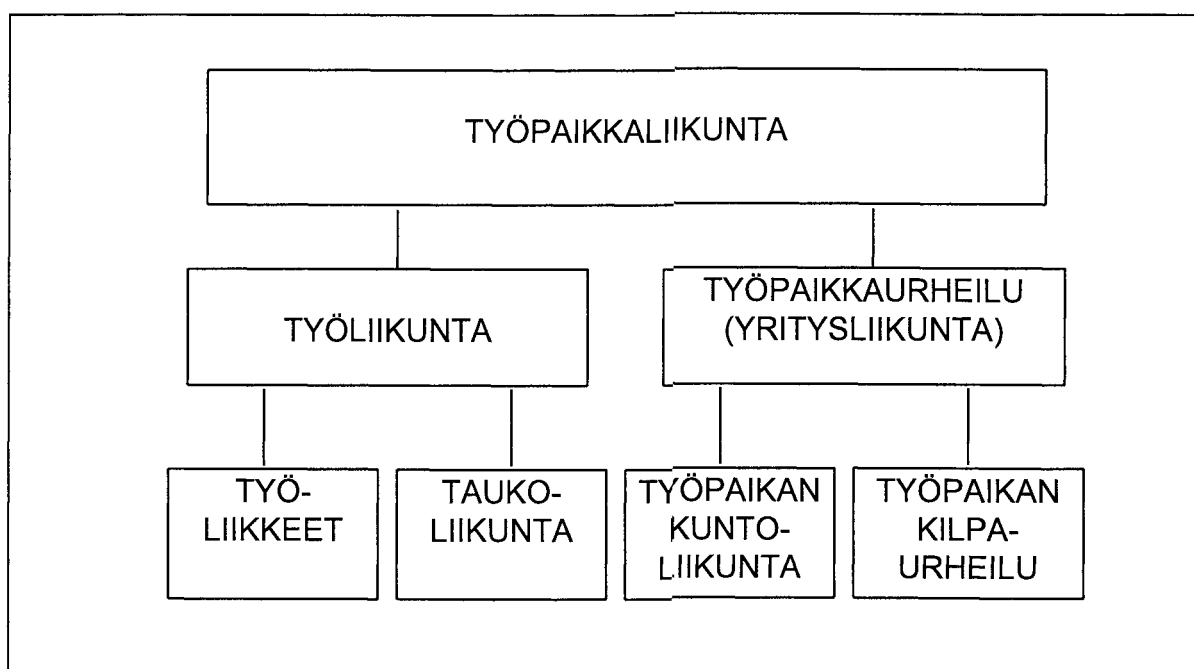 TYÖPAIKKALIIKUNTA
TYÖLIIKUNTA
TYÖPAIKKAURHEILU
(YRITYSLIIKUNTA)
TYÖ-
LIIKKEET
TAUKO-
LIIKUNTA
TYÖPAIKAN
KUNTO-
LIIKUNTA
TYÖPAIKAN
KILPA-
URHEILU